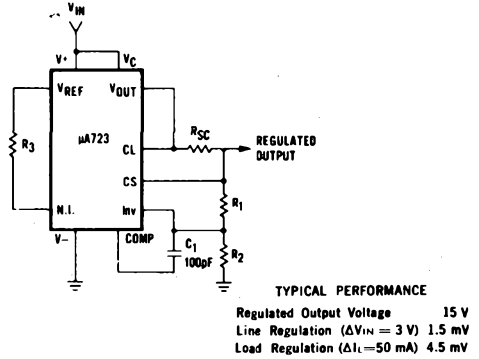 V IN
V+ VC
VREF VOUT
RSC REGULATED OUTPUT
R3 μA723 CL
CS
R1
N.I. Inv
V− COMP C1 100pF R2
TYPICAL PERFORMANCE
Regulated Output Voltage 15 V
Line Regulation (ΔVIN = 3 V) 1.5 mV
Load Regulation (ΔIL=50 mA) 4.5 mV